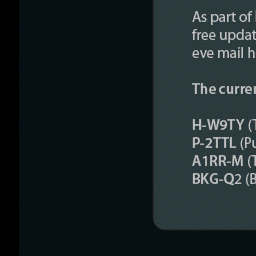 As part of
free updat
eve mail h
The curren
H-W9TY (T
P-2TTL (Pu
A1RR-M (T
BKG-Q2 (B